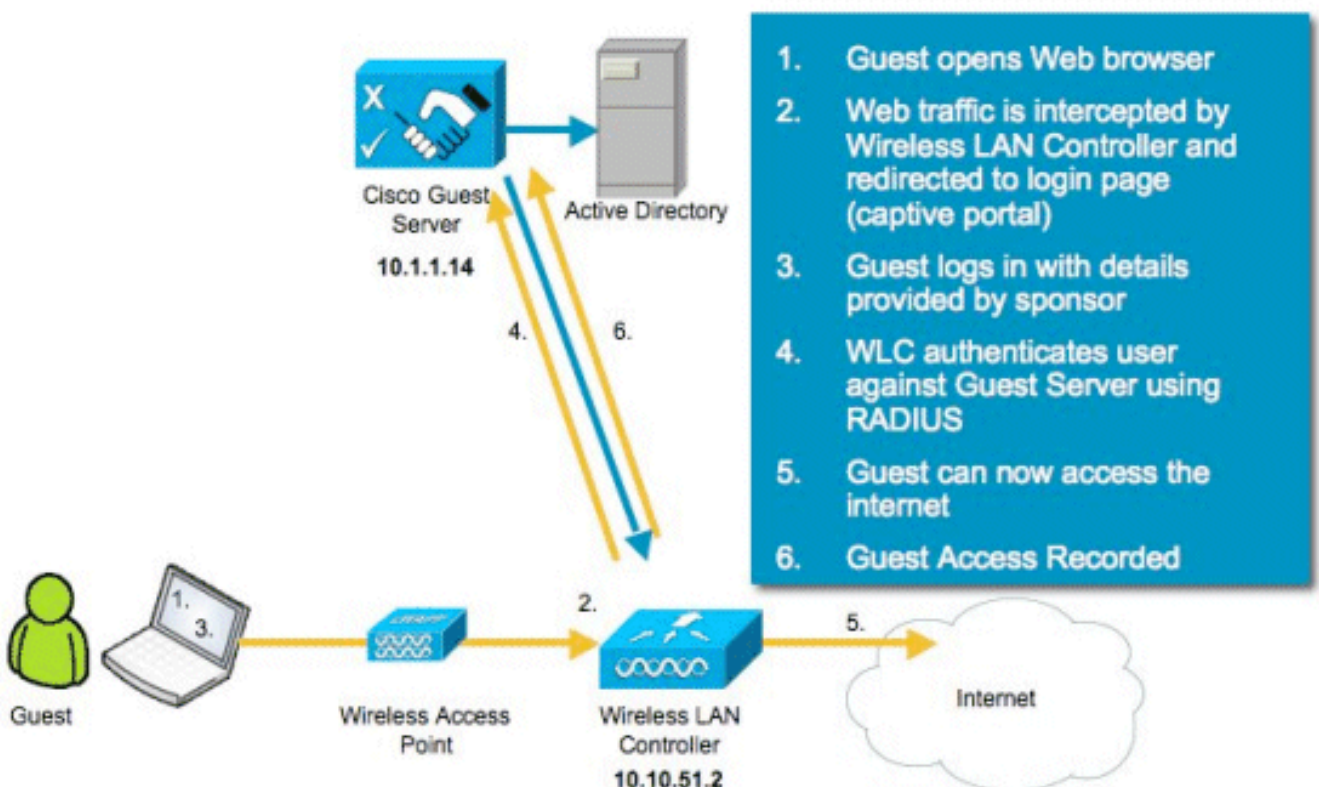 1. Guest opens Web browser
2. Web traffic is intercepted by
Wireless LAN Controller and
redirected to login page
(captive portal)
3. Guest logs in with details
provided by sponsor
4. WLC authenticates user
against Guest Server using
RADIUS
5. Guest can now access the
internet
6. Guest Access Recorded
Cisco Guest
Server
10.1.1.14
Active Directory
4.
6.
1.
3.
2.
5.
Guest
Wireless Access
Point
Wireless LAN
Controller
10.10.51.2
Internet